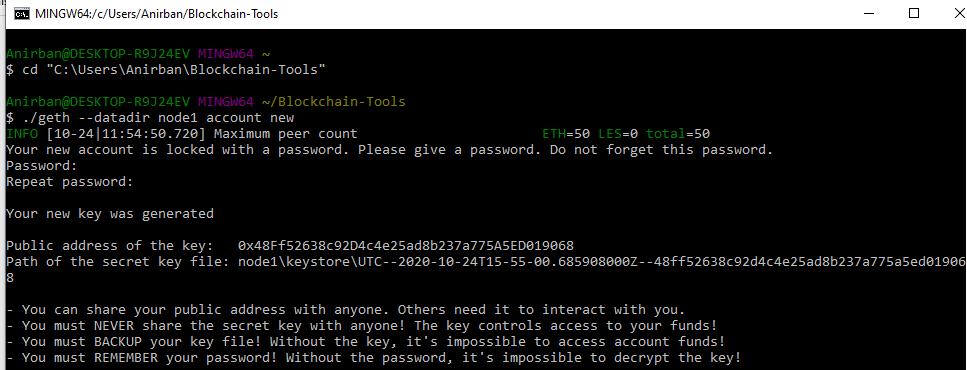 MINGW64:/c/Users/Anirban/Blockchain-Tools
Anirban@DESKTOP-R9J24EV MINGW64 ~
$ cd "C:\Users\Anirban\Blockchain-Tools"
Anirban@DESKTOP-R9J24EV MINGW64 ~/Blockchain-Tools
$ ./geth --datadir node1 account new
INFO [10-24|11:54:50.720] Maximum peer count ETH=50 LES=0 total=50
Your new account is locked with a password. Please give a password. Do not forget this password.
Password:
Repeat password:
Your new key was generated
Public address of the key: 0x48Ff52638c92D4c4e25ad8b237a775A5ED019068
Path of the secret key file: node1\keystore\UTC--2020-10-24T15-55-00.685908000Z--48ff52638c92d4c4e25ad8b237a775a5ed01906
8
- You can share your public address with anyone. Others need it to interact with you.
- You must NEVER share the secret key with anyone! The key controls access to your funds!
- You must BACKUP your key file! Without the key, it's impossible to access account funds!
- You must REMEMBER your password! Without the password, it's impossible to decrypt the key!